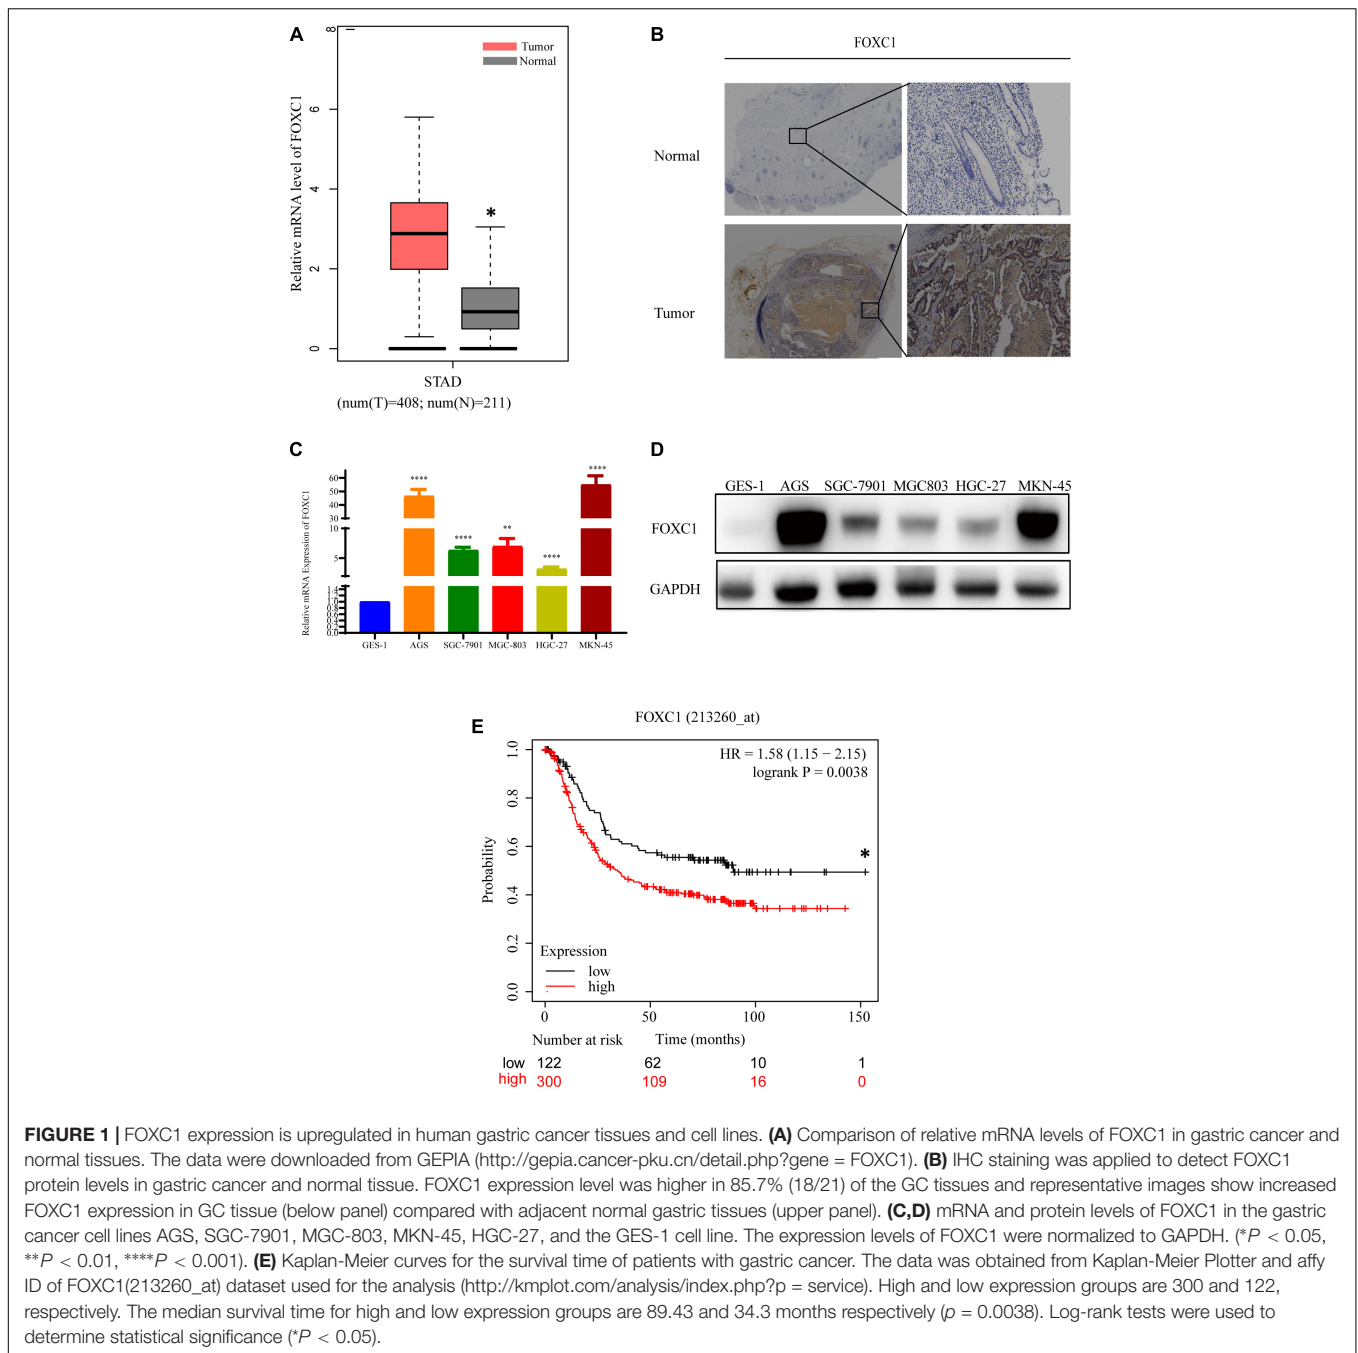 A
Tumor
Normal
Relative mRNA level of FOXC1
8
6
4
2
0
*
STAD
(num(T)=408; num(N)=211)
B
FOXC1
Normal
Tumor
C
Relative mRNA Expression of FOXC1
60
50
40
30
10
5
1.4
1.2
1.0
0.8
0.6
0.4
0.2
0.0
**** **** ** **** ****
GES-1 AGS SGC-7901 MGC-803 HGC-27 MKN-45
D
GES-1 AGS SGC-7901 MGC803 HGC-27 MKN-45
FOXC1
GAPDH
E
FOXC1 (213260_at)
HR = 1.58 (1.15 − 2.15)
logrank P = 0.0038
Probability
1.0
0.8
0.6
0.4
0.2
0.0
*
Expression
low
high
0 50 100 150
Number at risk Time (months)
low 122 62 10 1
high 300 109 16 0
FIGURE 1 | FOXC1 expression is upregulated in human gastric cancer tissues and cell lines. (A) Comparison of relative mRNA levels of FOXC1 in gastric cancer and
normal tissues. The data were downloaded from GEPIA (http://gepia.cancer-pku.cn/detail.php?gene = FOXC1). (B) IHC staining was applied to detect FOXC1
protein levels in gastric cancer and normal tissue. FOXC1 expression level was higher in 85.7% (18/21) of the GC tissues and representative images show increased
FOXC1 expression in GC tissue (below panel) compared with adjacent normal gastric tissues (upper panel). (C,D) mRNA and protein levels of FOXC1 in the gastric
cancer cell lines AGS, SGC-7901, MGC-803, MKN-45, HGC-27, and the GES-1 cell line. The expression levels of FOXC1 were normalized to GAPDH. (*P < 0.05,
**P < 0.01, ****P < 0.001). (E) Kaplan-Meier curves for the survival time of patients with gastric cancer. The data was obtained from Kaplan-Meier Plotter and affy
ID of FOXC1(213260_at) dataset used for the analysis (http://kmplot.com/analysis/index.php?p = service). High and low expression groups are 300 and 122,
respectively. The median survival time for high and low expression groups are 89.43 and 34.3 months respectively (p = 0.0038). Log-rank tests were used to
determine statistical significance (*P < 0.05).